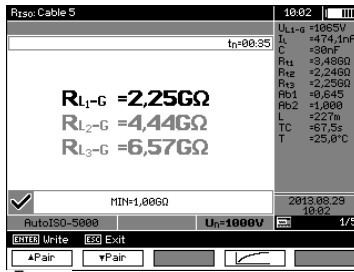 RISO: Cable 5
10:02
tn=00:35
RL1-G =2,25GΩ
RL2-G =4,44GΩ
RL3-G =6,57GΩ
MIN=1,00GΩ
UL1-G =1065V
IL =474,1nA
C =30nF
Rt1 =3,48GΩ
Rt2 =2,24GΩ
Rt3 =2,25GΩ
Ab1 =0,645
Ab2 =1,000
L =227m
TC =67,5s
T =25,0°C
2013.08.29
10:02
AutoISO-5000
Un=1000V
1/5
ENTER Write ESC Exit
▲Pair
▼Pair